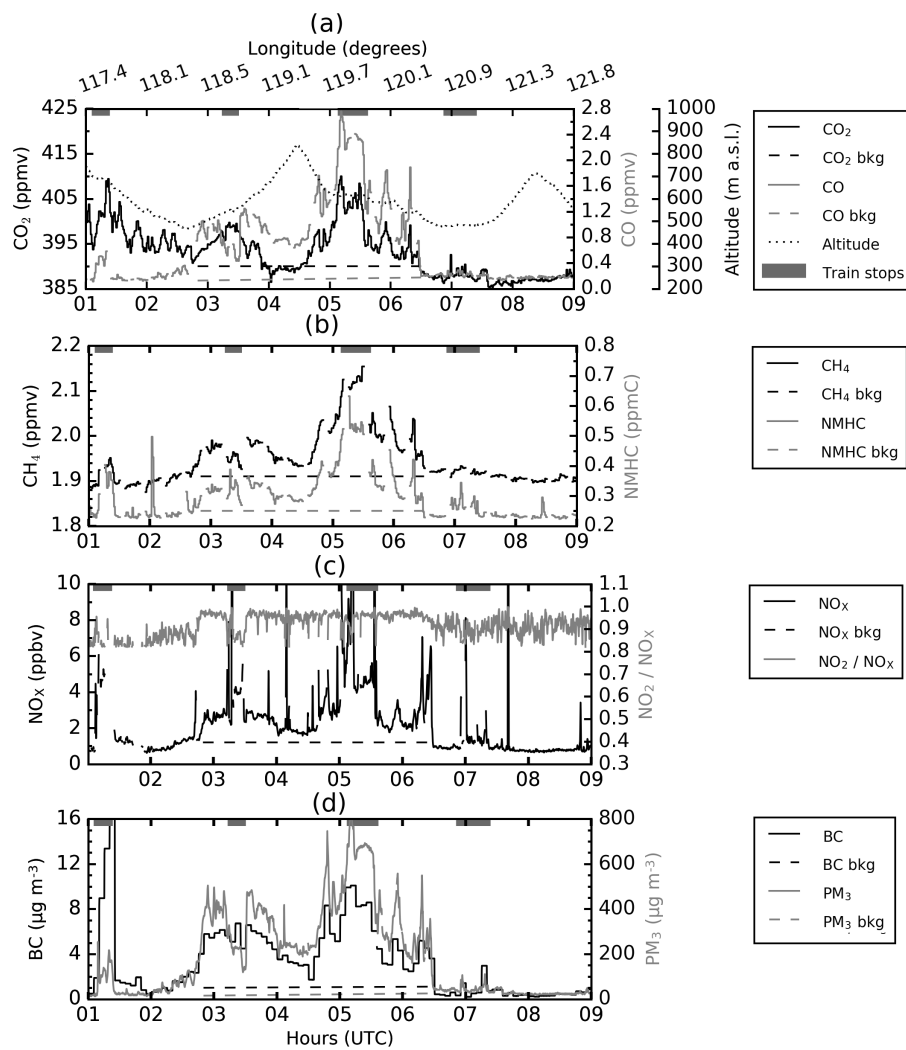 (a)
Longitude (degrees)
117.4 118.1 118.5 119.1 119.7 120.1 120.9 121.3 121.8
425 2.8 1000
2.4 900
415 2.0 800
700
405 1.6 600
1.2 500
395 0.8 400
0.4 300
385 0.0 200
CO₂ (ppmv)
CO (ppmv)
Altitude (m a.s.l.)
01 02 03 04 05 06 07 08 09
CO₂
CO₂ bkg
CO
CO bkg
Altitude
Train stops
(b)
2.2 0.8
0.7
2.1 0.6
2.0 0.5
0.4
1.9 0.3
1.8 0.2
CH₄ (ppmv)
NMHC (ppmC)
01 02 03 04 05 06 07 08 09
CH₄
CH₄ bkg
NMHC
NMHC bkg
(c)
10 1.1
1.0
8 0.9
6 0.8
0.7
4 0.6
2 0.5
0.4
0 0.3
NOₓ (ppbv)
NO₂ / NOₓ
02 03 04 05 06 07 08 09
NOₓ
NOₓ bkg
NO₂ / NOₓ
(d)
16 800
12 600
8 400
4 200
0 0
BC (μg m⁻³)
PM₃ (μg m⁻³)
01 02 03 04 05 06 07 08 09
Hours (UTC)
BC
BC bkg
PM₃
PM₃ bkg